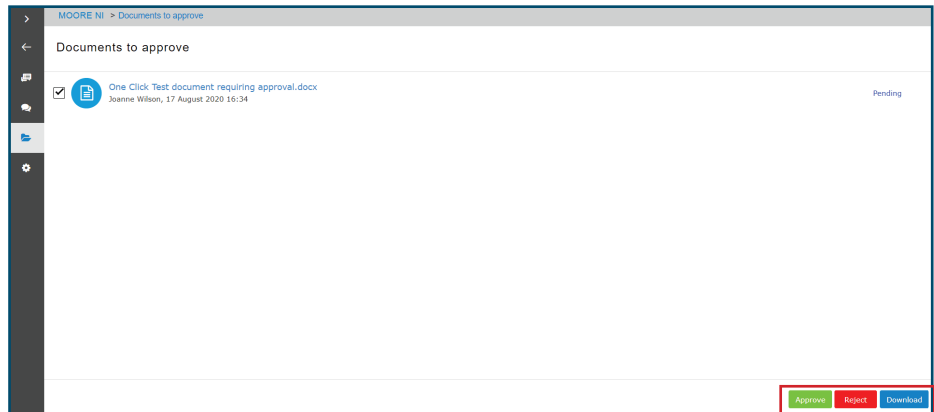 MOORE NI > Documents to approve
Documents to approve
One Click Test document requiring approval.docx
Joanne Wilson, 17 August 2020 16:34
Pending
Approve Reject Download